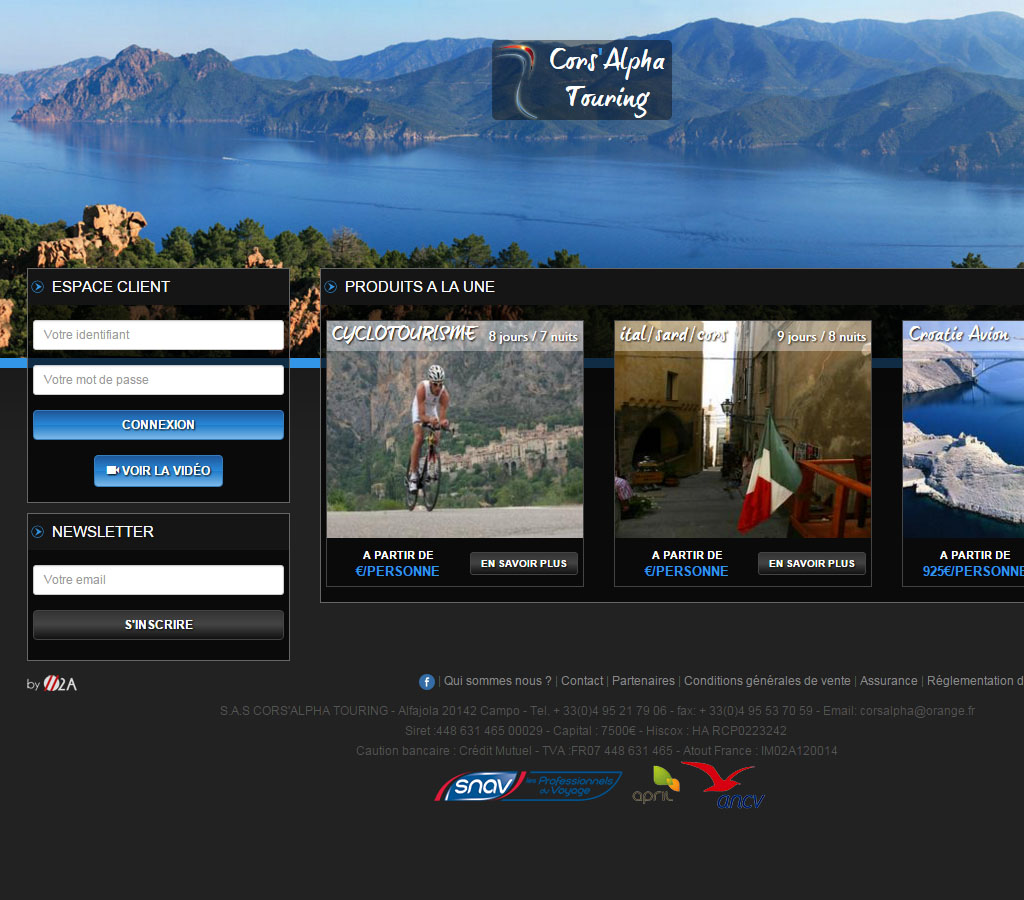 Cors'Alpha
Touring
ESPACE CLIENT
Votre identifiant
Votre mot de passe
CONNEXION
VOIR LA VIDÉO
NEWSLETTER
Votre email
S'INSCRIRE
by M2A
PRODUITS A LA UNE
CYCLOTOURISME 8 jours / 7 nuits
A PARTIR DE
€/PERSONNE
EN SAVOIR PLUS
ital/sard/cors 9 jours / 8 nuits
A PARTIR DE
€/PERSONNE
EN SAVOIR PLUS
Croatie Avion
A PARTIR DE
925€/PERSONNE
f | Qui sommes nous ? | Contact | Partenaires | Conditions générales de vente | Assurance | Réglementation d
S.A.S CORS'ALPHA TOURING - Alfajola 20142 Campo - Tel. + 33(0)4 95 21 79 06 - fax: + 33(0)4 95 53 70 59 - Email: corsalpha@orange.fr
Siret :448 631 465 00029 - Capital : 7500€ - Hiscox : HA RCP0223242
Caution bancaire : Crédit Mutuel - TVA :FR07 448 631 465 - Atout France : IM02A120014
snav les Professionnels
du Voyage
april
ancv